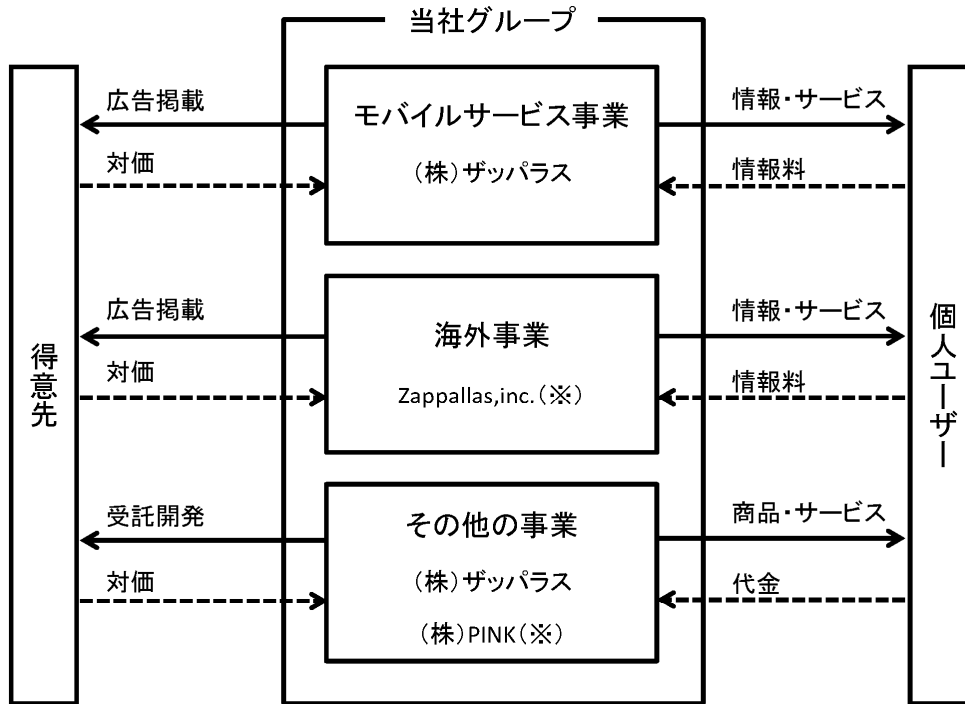 当社グループ
得意先
広告掲載
対価
モバイルサービス事業
（株）ザッパラス
情報・サービス
情報料
広告掲載
対価
海外事業
Zappallas,inc.（※）
情報・サービス
情報料
受託開発
対価
その他の事業
（株）ザッパラス
（株）PINK（※）
商品・サービス
代金
個人ユーザー